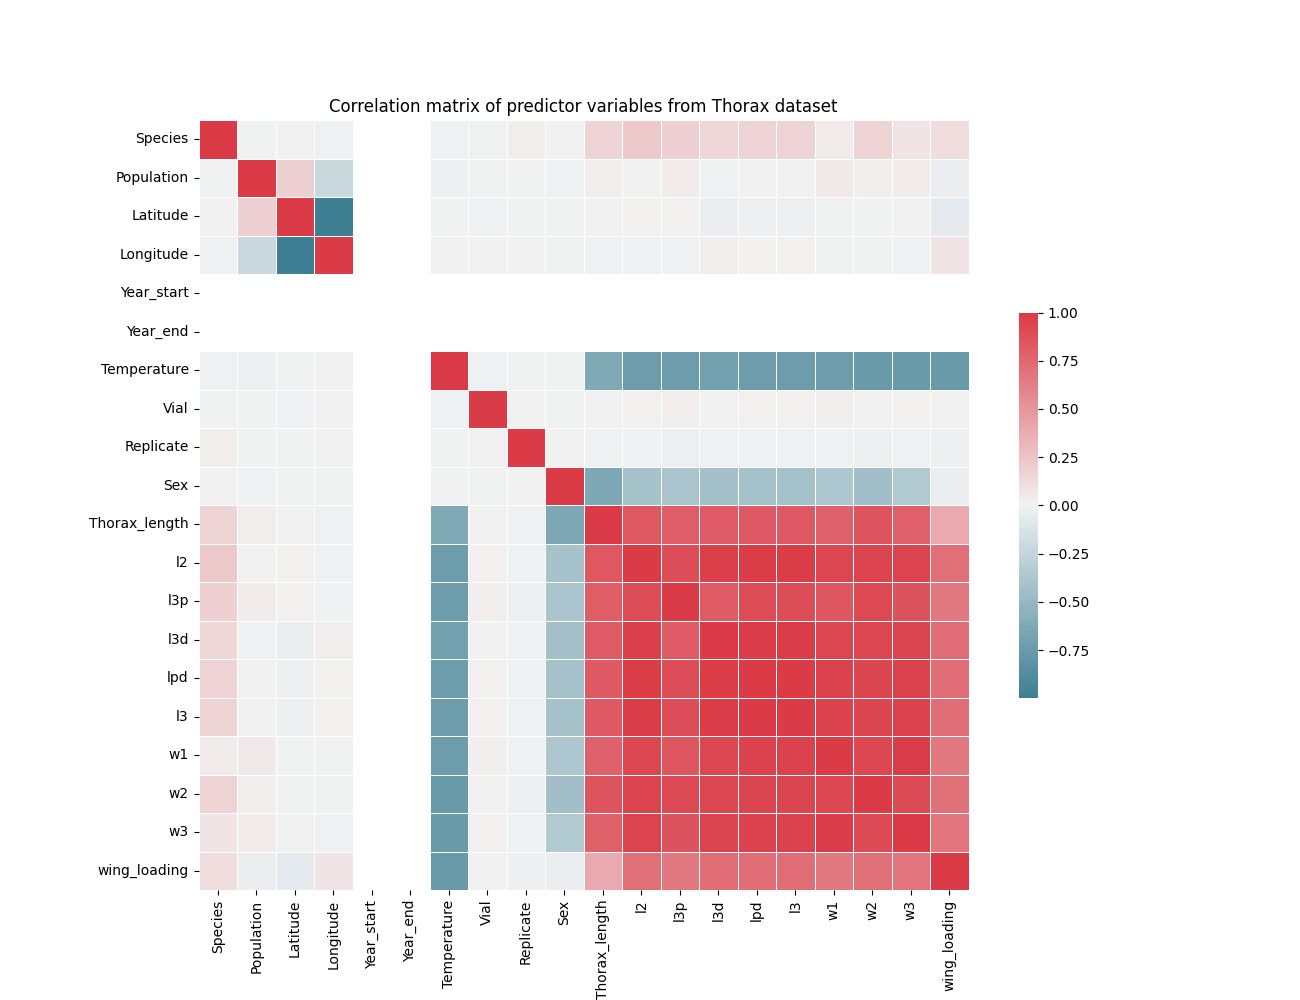 Correlation matrix of predictor variables from Thorax dataset
Species
Population
Latitude
Longitude
Year_start
Year_end
Temperature
Vial
Replicate
Sex
Thorax_length
l2
l3p
l3d
lpd
l3
w1
w2
w3
wing_loading
Species
Population
Latitude
Longitude
Year_start
Year_end
Temperature
Vial
Replicate
Sex
Thorax_length
l2
l3p
l3d
lpd
l3
w1
w2
w3
wing_loading
1.00
0.75
0.50
0.25
0.00
−0.25
−0.50
−0.75